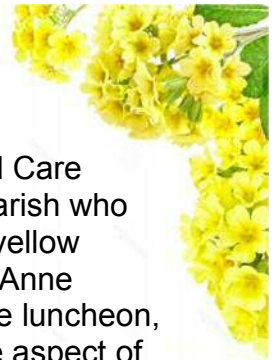 l Care
arish who
yellow
Anne
e luncheon,
e aspect of